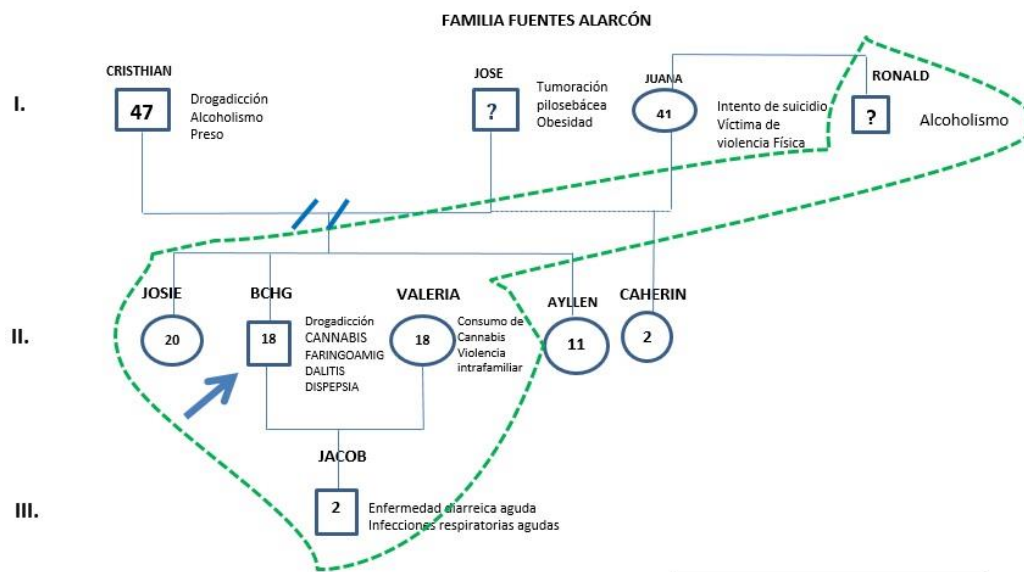 FAMILIA FUENTES ALARCÓN
I.
CRISTHIAN
47
Drogadicción
Alcoholismo
Preso
JOSE
?
Tumoración
pilosebácea
Obesidad
JUANA
41
Intento de suicidio
Víctima de
violencia Física
RONALD
?
Alcoholismo
II.
JOSIE
20
BCHG
18
Drogadicción
CANNABIS
FARINGOAMIG
DALITIS
DISPEPSIA
VALERIA
18
Consumo de
Cannabis
Violencia
intrafamiliar
AYLLEN
11
CAHERIN
2
III.
JACOB
2
Enfermedad diarreica aguda
Infecciones respiratorias agudas